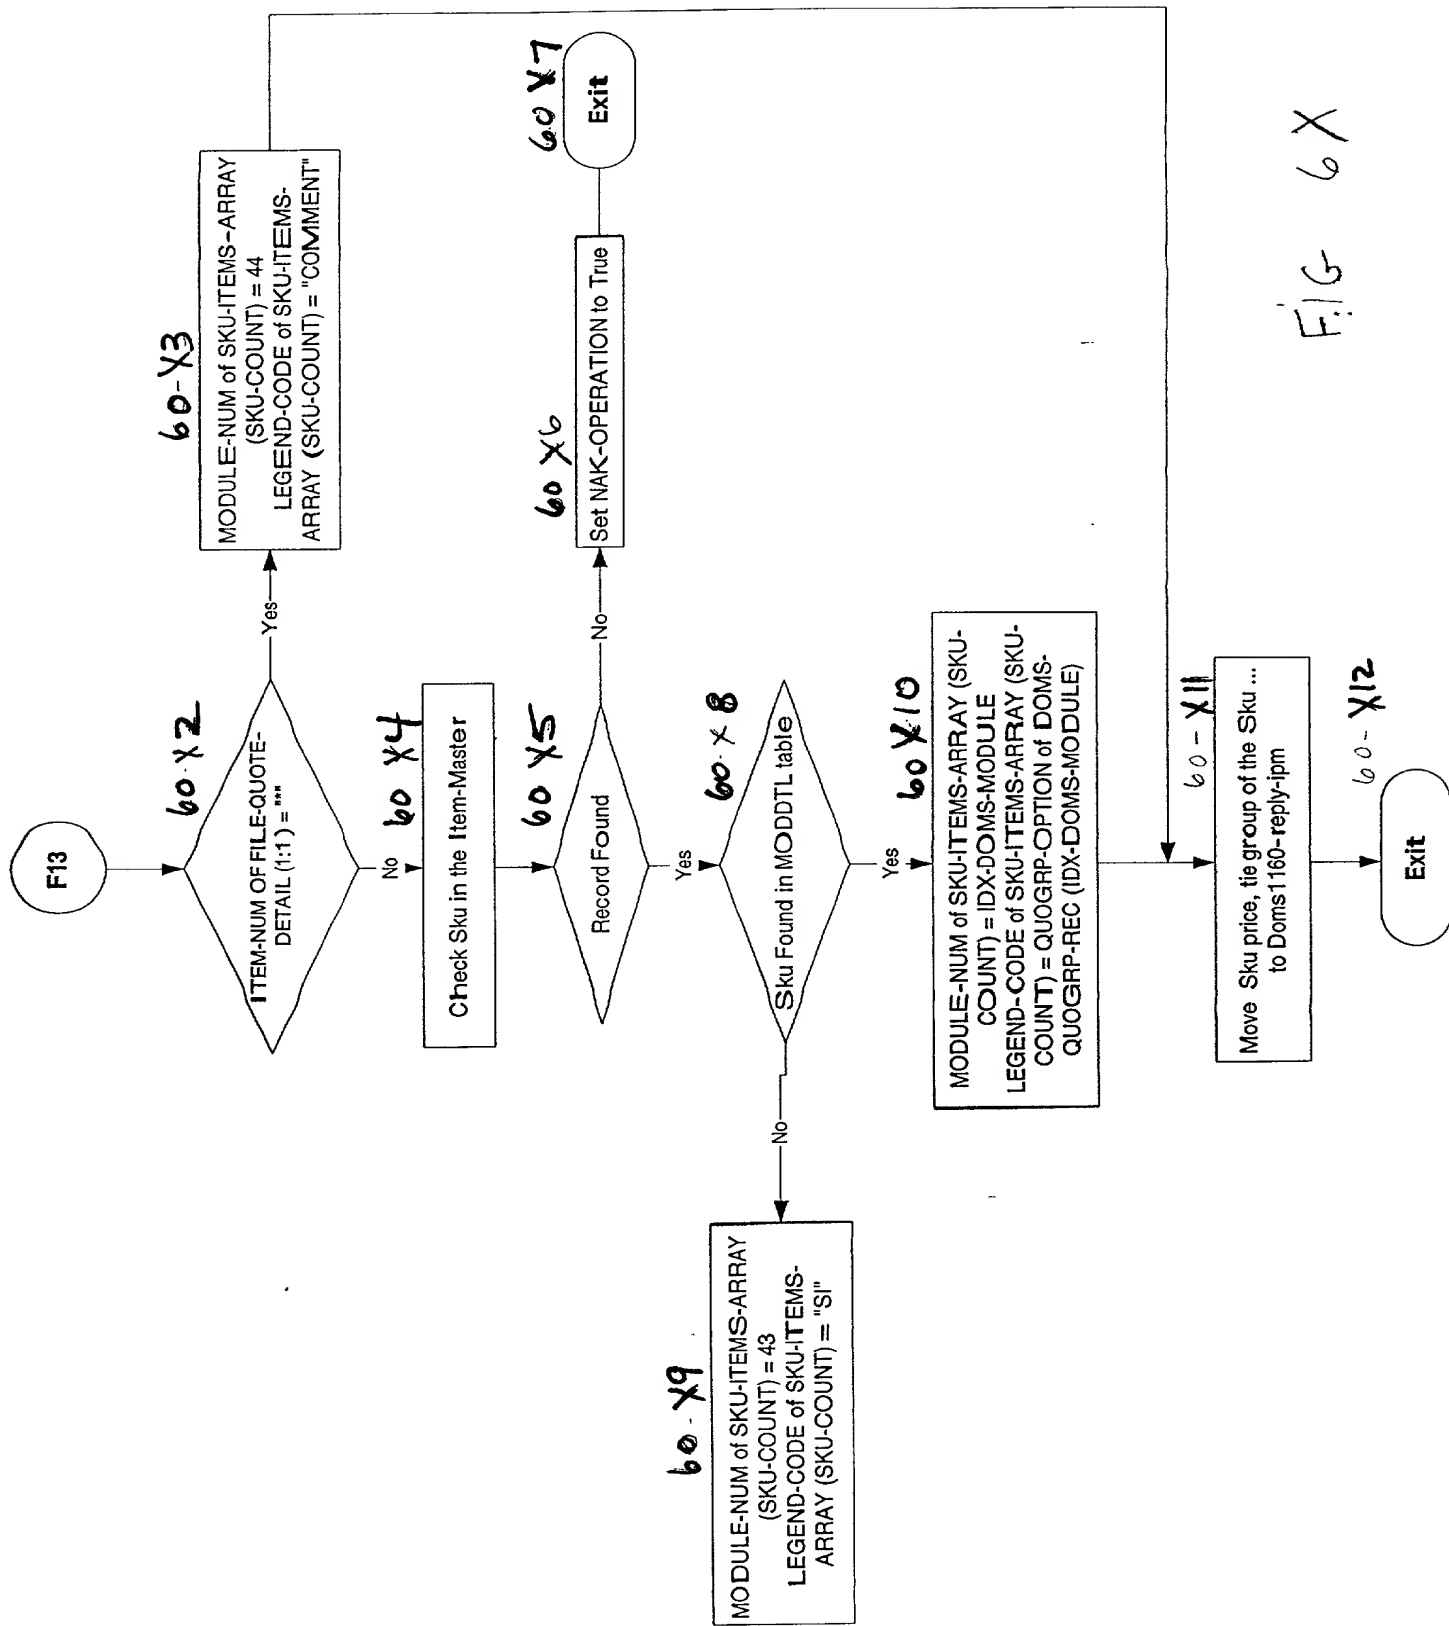 F13
60-X2
ITEM-NUM OF FILE-QUOTE-
DETAIL (1:1) = "*"
Yes
60-X3
MODULE-NUM of SKU-ITEMS-ARRAY
(SKU-COUNT) = 44
LEGEND-CODE of SKU-ITEMS-
ARRAY (SKU-COUNT) = "COMMENT"
No
60 X4
Check Sku in the Item-Master
60 X5
Record Found
No
60 X6
Set NAK-OPERATION to True
60 X7
Exit
Yes
60-X8
Sku Found in MODDTL table
No
60-X9
MODULE-NUM of SKU-ITEMS-ARRAY
(SKU-COUNT) = 43
LEGEND-CODE of SKU-ITEMS-
ARRAY (SKU-COUNT) = "SI"
Yes
60 X10
MODULE-NUM of SKU-ITEMS-ARRAY (SKU-
COUNT) = IDX-DOMS-MODULE
LEGEND-CODE of SKU-ITEMS-ARRAY (SKU-
COUNT) = QUOGRP-OPTION of DOMS-
QUOGRP-REC (IDX-DOMS-MODULE)
60-X11
Move Sku price, tie group of the Sku ...
to Doms1160-reply-ipm
60-X12
Exit
FIG 6X